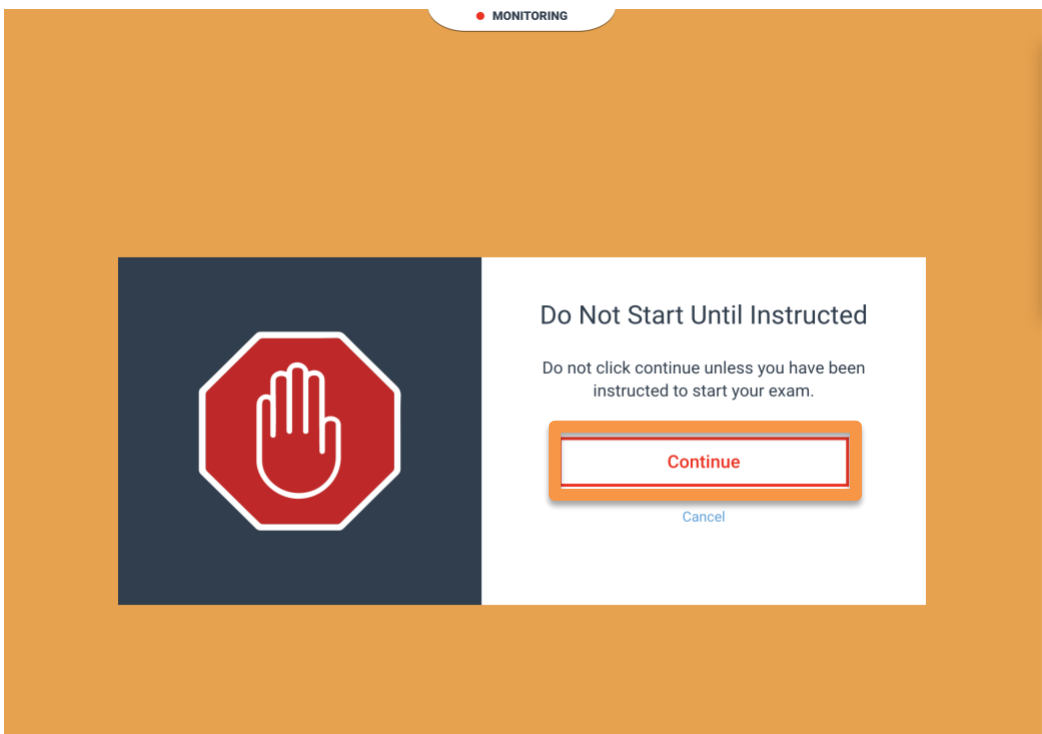 MONITORING
Do Not Start Until Instructed
Do not click continue unless you have been
instructed to start your exam.
Continue
Cancel